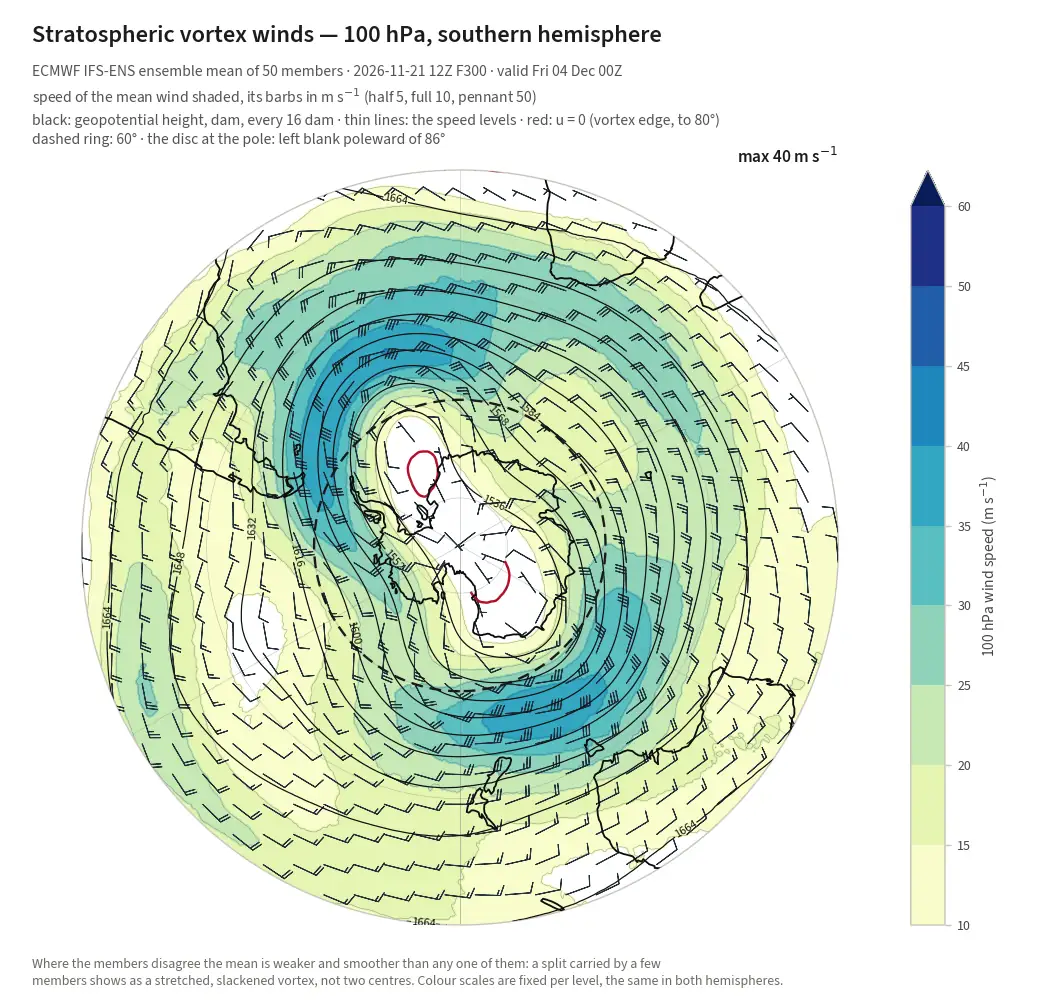 Stratospheric vortex winds — 100 hPa, southern hemisphere
ECMWF IFS-ENS ensemble mean of 50 members · 2026-11-21 12Z F300 · valid Fri 04 Dec 00Z
speed of the mean wind shaded, its barbs in m s⁻¹ (half 5, full 10, pennant 50)
black: geopotential height, dam, every 16 dam · thin lines: the speed levels · red: u = 0 (vortex edge, to 80°)
dashed ring: 60° · the disc at the pole: left blank poleward of 86°
max 40 m s⁻¹
1664
60
50
45
40
35
30
25
20
15
10
100 hPa wind speed (m s⁻¹)
1568
1584
1536
1552
1632
1616
1648
1600
1664
1664
1664
Where the members disagree the mean is weaker and smoother than any one of them: a split carried by a few
members shows as a stretched, slackened vortex, not two centres. Colour scales are fixed per level, the same in both hemispheres.